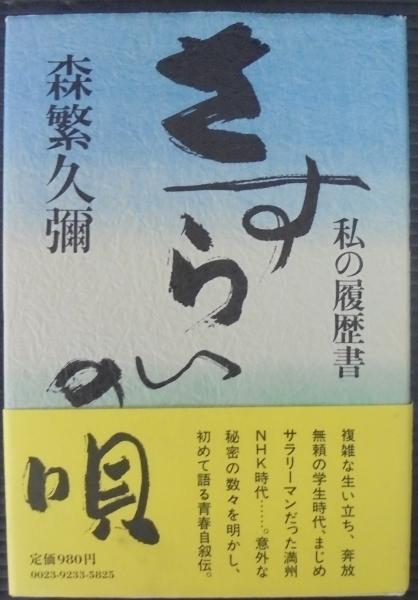 私の履歴書
さすらいの唄
森繁久彌
複雑な生い立ち、奔放
無頼の学生時代、まじめ
サラリーマンだった満州
NHK時代……。意外な
秘密の数々を明かし、
初めて語る青春自叙伝。
定価980円
0023-9233-5825